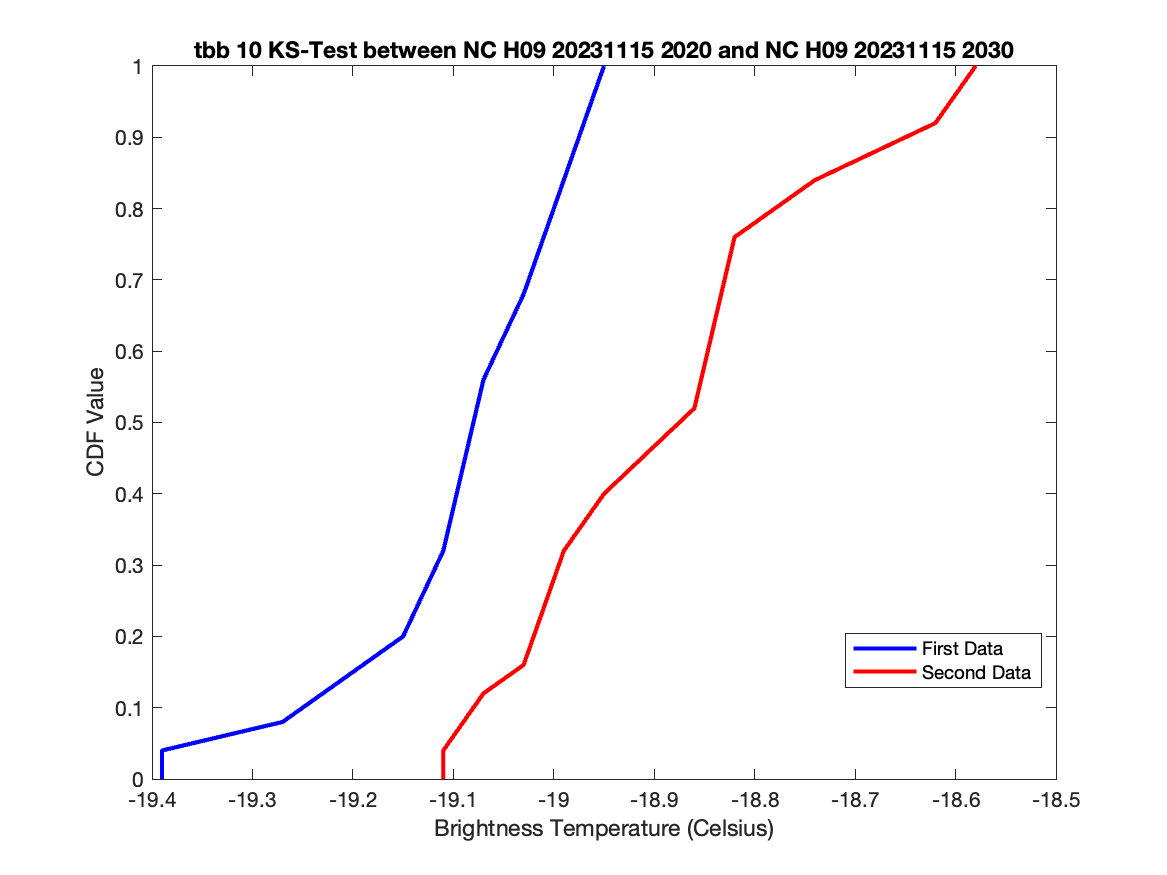 tbb 10 KS-Test between NC H09 20231115 2020 and NC H09 20231115 2030
1
0.9
0.8
0.7
0.6
0.5
0.4
0.3
0.2
0.1
0
CDF Value
First Data
Second Data
-19.4 -19.3 -19.2 -19.1 -19 -18.9 -18.8 -18.7 -18.6 -18.5
Brightness Temperature (Celsius)